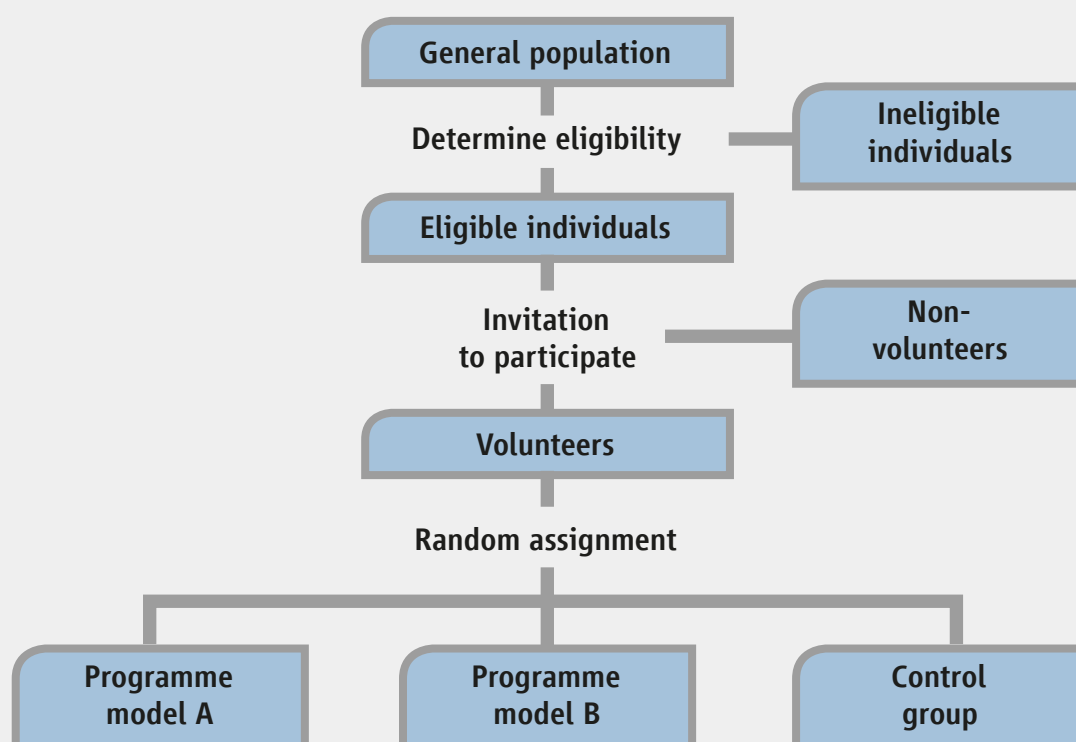 General population
Determine eligibility
Ineligible
individuals
Eligible individuals
Invitation
to participate
Non-
volunteers
Volunteers
Random assignment
Programme
model A
Programme
model B
Control
group